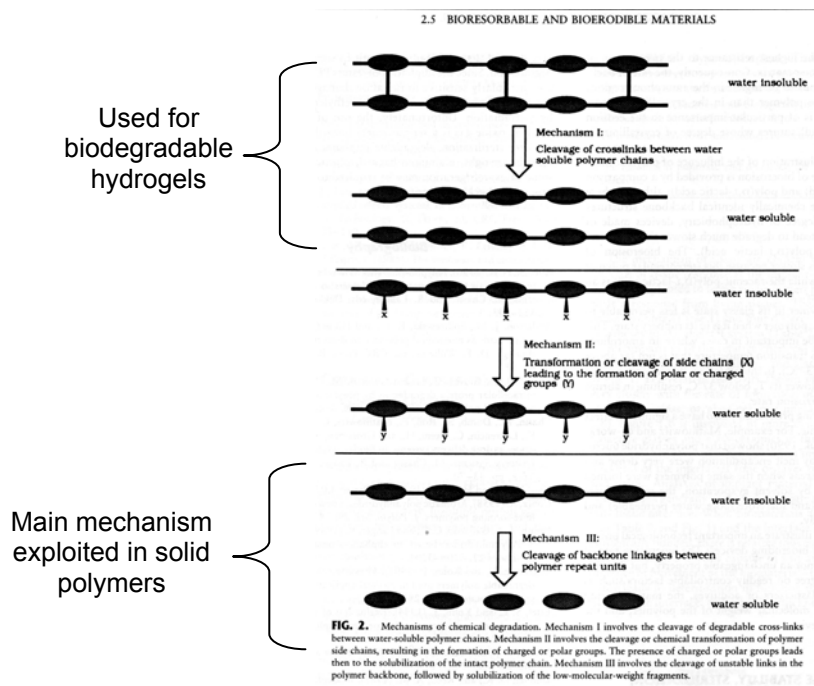 2.5 BIORESORBABLE AND BIOERODIBLE MATERIALS
water insoluble
Used for
biodegradable
hydrogels
Mechanism I:
Cleavage of crosslinks between water
soluble polymer chains
water soluble
water insoluble
x x x x x
Mechanism II:
Transformation or cleavage of side chains (X)
leading to the formation of polar or charged
groups (Y)
water soluble
y y y y y
Main mechanism
exploited in solid
polymers
water insoluble
Mechanism III:
Cleavage of backbone linkages between
polymer repeat units
water soluble
FIG. 2. Mechanisms of chemical degradation. Mechanism I involves the cleavage of degradable cross-links
between water-soluble polymer chains. Mechanism II involves the cleavage or chemical transformation of polymer
side chains, resulting in the formation of charged or polar groups. The presence of charged or polar groups leads
then to the solubilization of the intact polymer chain. Mechanism III involves the cleavage of unstable links in the
polymer backbone, followed by solubilization of the low-molecular-weight fragments.